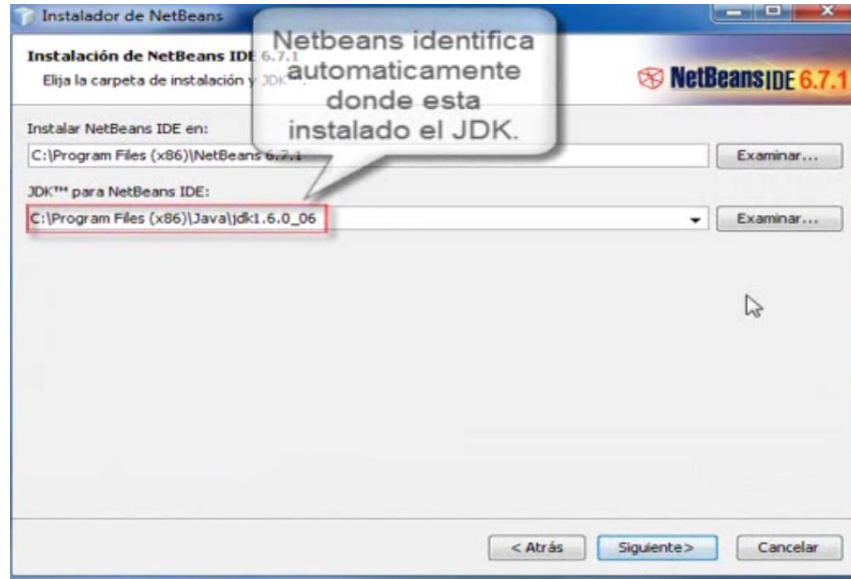 Instalador de NetBeans
Netbeans identifica
automaticamente
donde esta
instalado el JDK.
Instalación de NetBeans IDE 6.7.1
Elija la carpeta de instalación y JDK™.
NetBeans IDE 6.7.1
Instalar NetBeans IDE en:
C:\Program Files (x86)\NetBeans 6.7.1
Examinar...
JDK™ para NetBeans IDE:
C:\Program Files (x86)\Java\jdk1.6.0_06
Examinar...
< Atrás
Siguiente>
Cancelar